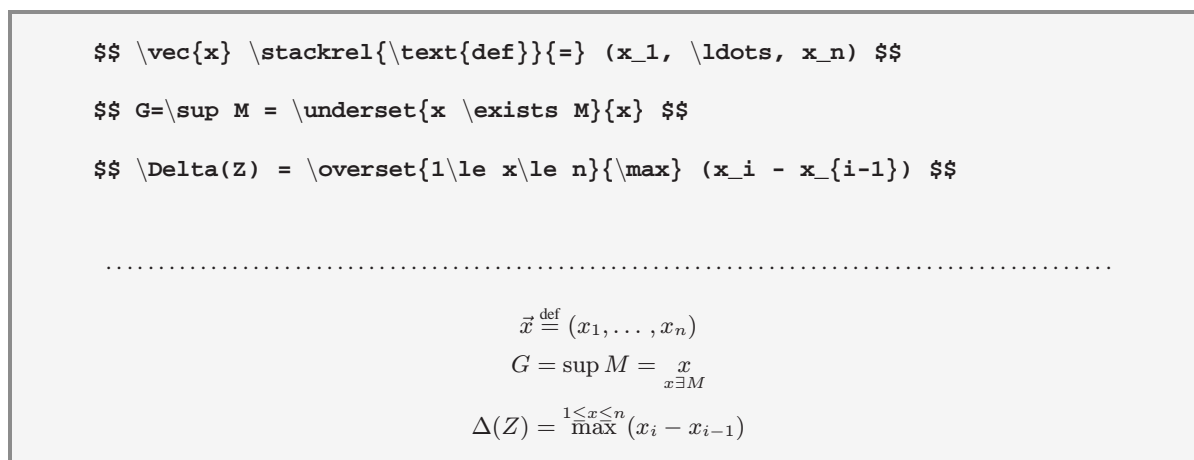 $$ \vec{x} \stackrel{\text{def}}{=} (x_1, \ldots, x_n) $$
$$ G=\sup M = \underset{x \exists M}{x} $$
$$ \Delta(Z) = \overset{1\le x\le n}{\max} (x_i - x_{i-1}) $$
................................................................................................
x⃗ def= (x₁, . . . , xₙ)
G = sup M = x x∃M
Δ(Z) = 1≤x≤n max (xᵢ − xᵢ₋₁)